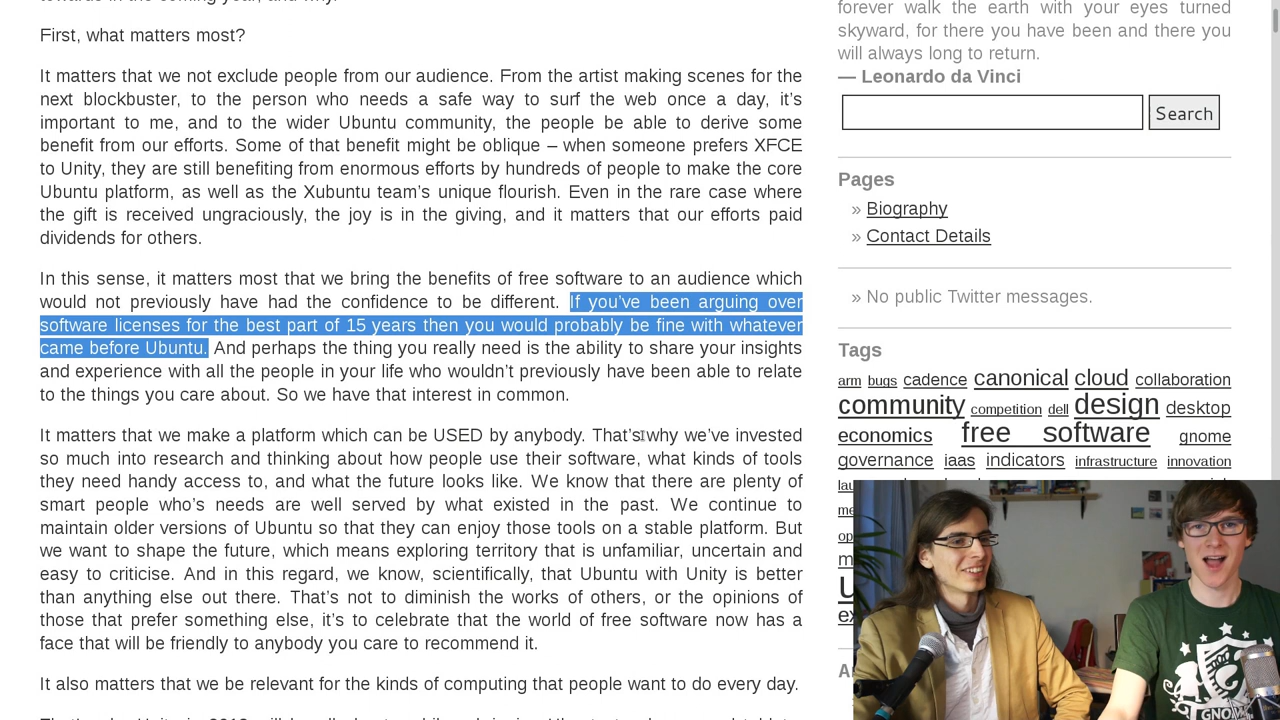 First, what matters most?
It matters that we not exclude people from our audience. From the artist making scenes for the
next blockbuster, to the person who needs a safe way to surf the web once a day, it’s
important to me, and to the wider Ubuntu community, the people be able to derive some
benefit from our efforts. Some of that benefit might be oblique – when someone prefers XFCE
to Unity, they are still benefiting from enormous efforts by hundreds of people to make the core
Ubuntu platform, as well as the Xubuntu team’s unique flourish. Even in the rare case where
the gift is received ungraciously, the joy is in the giving, and it matters that our efforts paid
dividends for others.
In this sense, it matters most that we bring the benefits of free software to an audience which
would not previously have had the confidence to be different. If you’ve been arguing over
software licenses for the best part of 15 years then you would probably be fine with whatever
came before Ubuntu. And perhaps the thing you really need is the ability to share your insights
and experience with all the people in your life who wouldn’t previously have been able to relate
to the things you care about. So we have that interest in common.
It matters that we make a platform which can be USED by anybody. That’s why we’ve invested
so much into research and thinking about how people use their software, what kinds of tools
they need handy access to, and what the future looks like. We know that there are plenty of
smart people who’s needs are well served by what existed in the past. We continue to
maintain older versions of Ubuntu so that they can enjoy those tools on a stable platform. But
we want to shape the future, which means exploring territory that is unfamiliar, uncertain and
easy to criticise. And in this regard, we know, scientifically, that Ubuntu with Unity is better
than anything else out there. That’s not to diminish the works of others, or the opinions of
those that prefer something else, it’s to celebrate that the world of free software now has a
face that will be friendly to anybody you care to recommend it.
It also matters that we be relevant for the kinds of computing that people want to do every day.
forever walk the earth with your eyes turned
skyward, for there you have been and there you
will always long to return.
— Leonardo da Vinci
Search
Pages
» Biography
» Contact Details
» No public Twitter messages.
Tags
arm bugs cadence canonical cloud collaboration
community competition dell design desktop
economics free software gnome
governance iaas indicators infrastructure innovation
GNOM